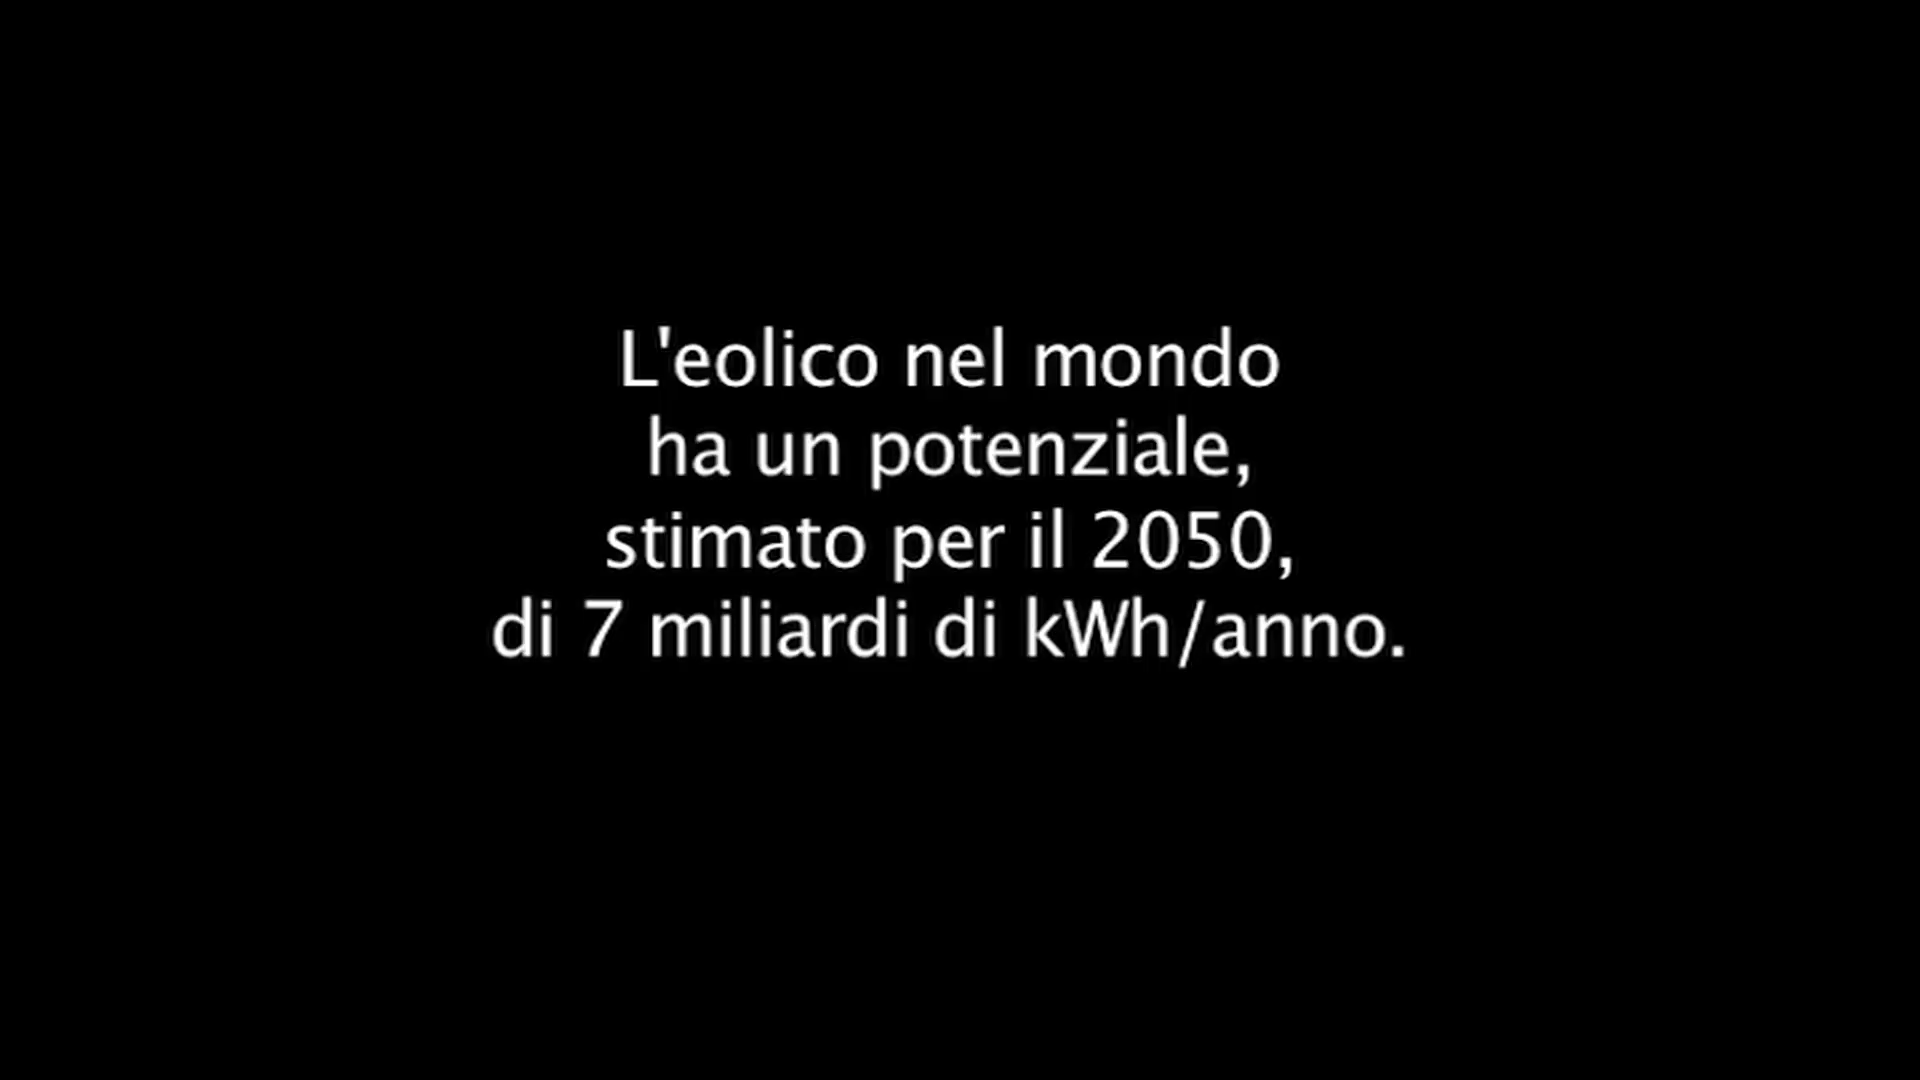 L'eolico nel mondo
ha un potenziale,
stimato per il 2050,
di 7 miliardi di kWh/anno.